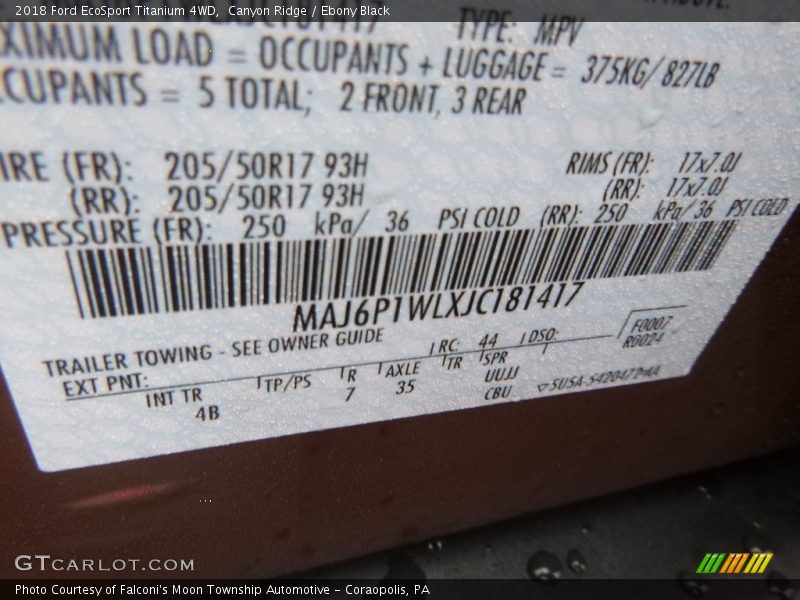 2018 Ford EcoSport Titanium 4WD,  Canyon Ridge / Ebony Black
TYPE: MPV
XIMUM LOAD = OCCUPANTS + LUGGAGE = 375KG/ 827LB
CCUPANTS = 5 TOTAL; 2 FRONT, 3 REAR
IRE (FR): 205/50R17 93H RIMS (FR): 17x7.0J
(RR): 205/50R17 93H (RR): 17x7.0J
PRESSURE (FR): 250 kPa/ 36 PSI COLD (RR): 250 kPa/ 36 PSI COLD
MAJ6P1WLXJC181417
TRAILER TOWING - SEE OWNER GUIDE RC: 44 DSO: F0007
R0024
EXT PNT:
INT TR TP/PS R AXLE TR SPR
4B 7 35 UUJJ
CBU
GTCARLOT.COM
Photo Courtesy of Falconi's Moon Township Automotive - Coraopolis, PA